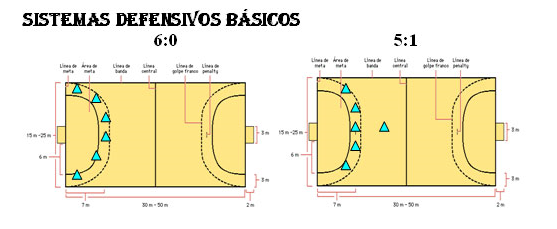 SISTEMAS DEFENSIVOS BÁSICOS
6:0
5:1
Línea de meta
Área de meta
Línea de banda
Línea central
Línea de golpe franco
Línea de penalty
15 m - 25 m
6 m
3 m
3 m
7 m
30 m - 50 m
2 m
Línea de meta
Área de meta
Línea de banda
Línea central
Línea de golpe franco
Línea de penalty
15 m - 25 m
6 m
3 m
3 m
7 m
30 m - 50 m
2 m